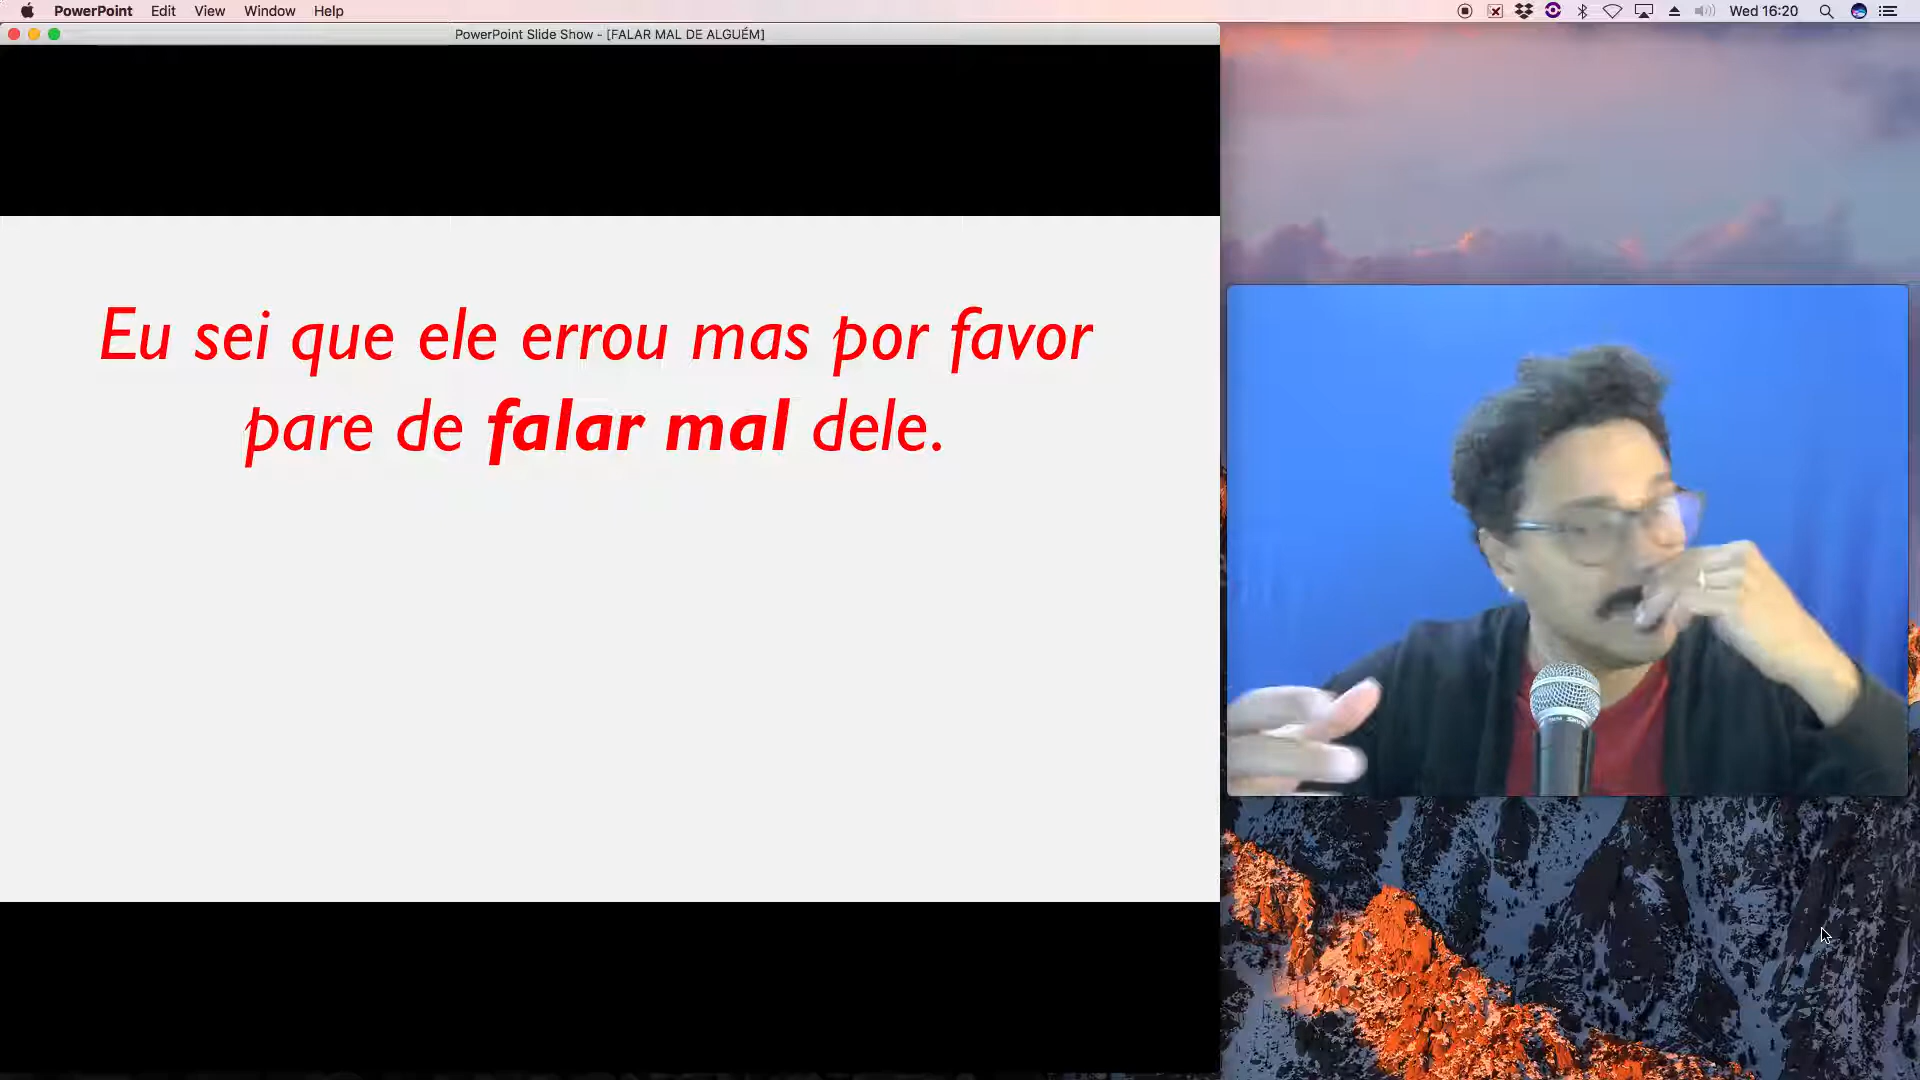 PowerPoint Edit View Window Help Wed 16:20
PowerPoint Slide Show - [FALAR MAL DE ALGUÉM]
Eu sei que ele errou mas por favor
pare de falar mal dele.